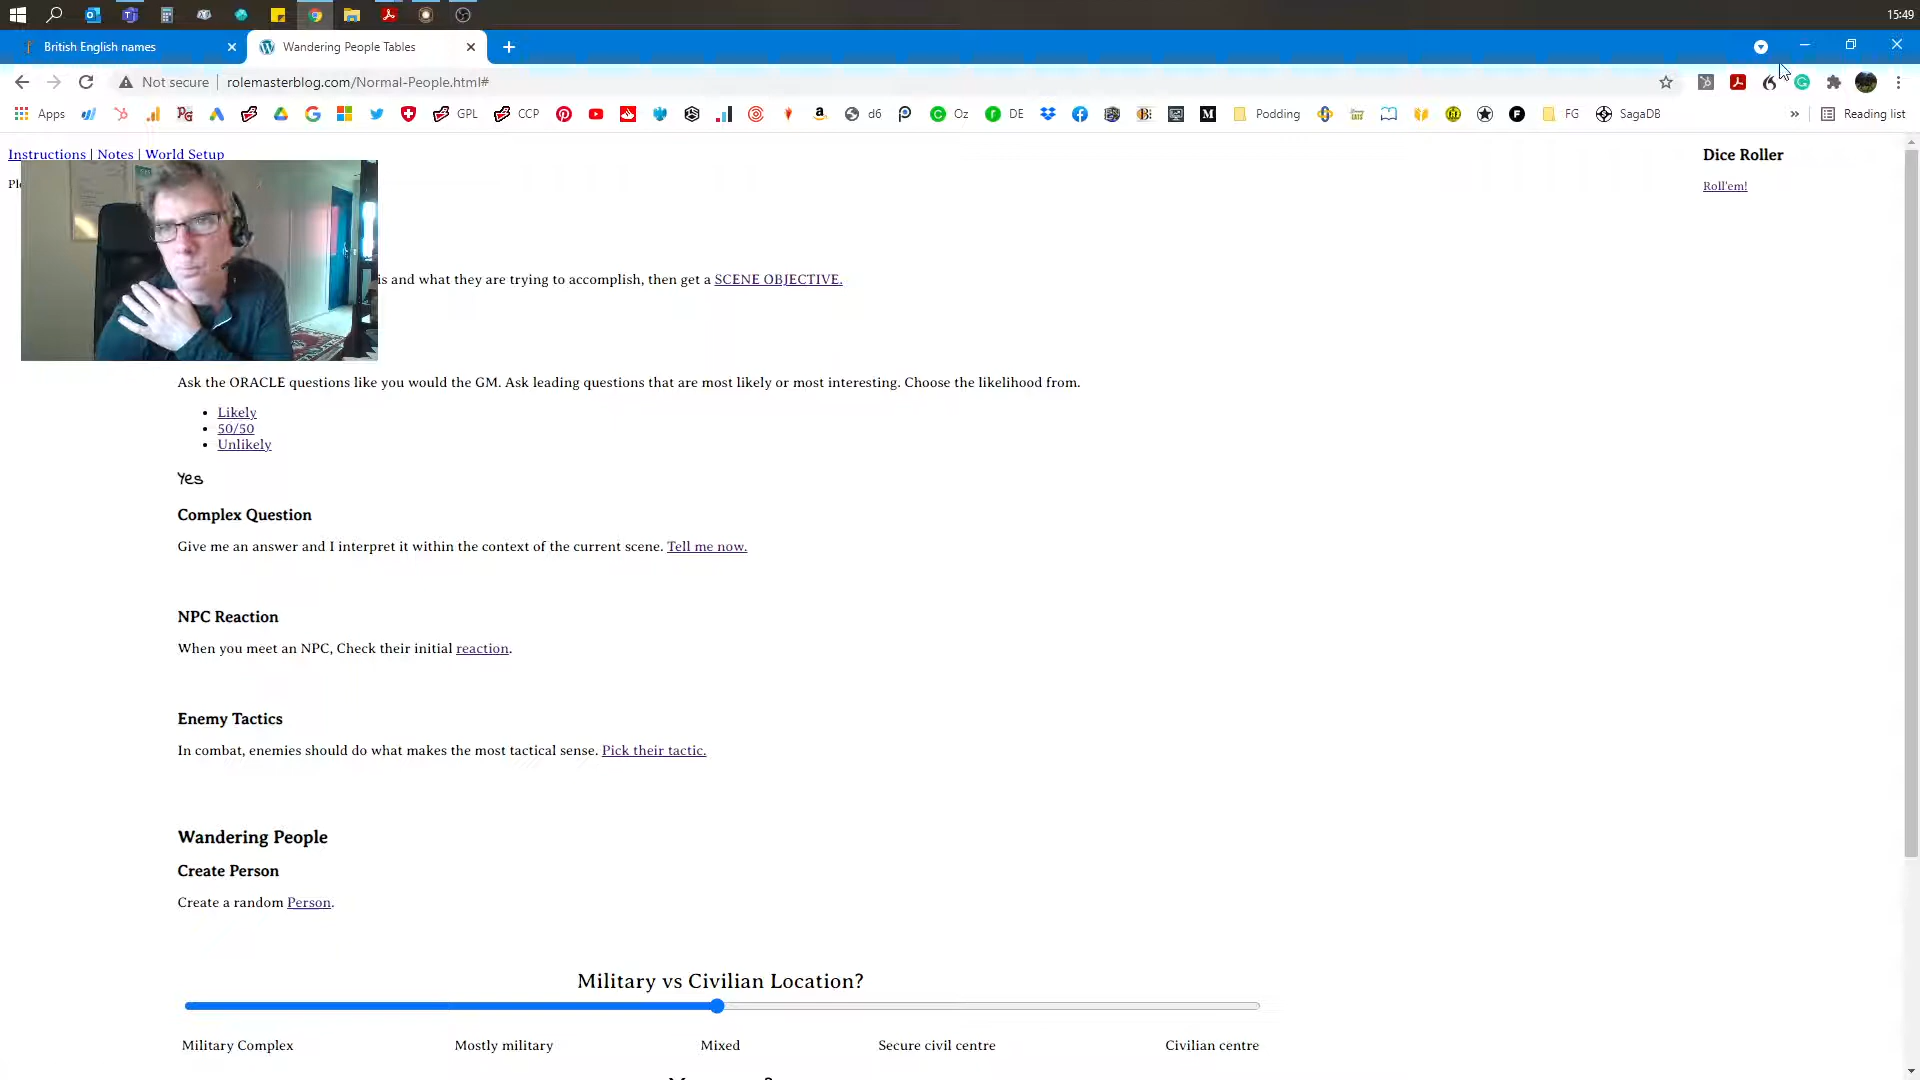 15:49
British English names
Wandering People Tables
Not secure
rolemasterblog.com/Normal-People.html#
Apps
GPL
CCP
d6
Oz
DE
Podding
FG
SagaDB
»
Reading list
Instructions | Notes | World Setup
Dice Roller
Roll'em!
is and what they are trying to accomplish, then get a SCENE OBJECTIVE.
Ask the ORACLE questions like you would the GM. Ask leading questions that are most likely or most interesting. Choose the likelihood from.
• Likely
• 50/50
• Unlikely
Yes
Complex Question
Give me an answer and I interpret it within the context of the current scene. Tell me now.
NPC Reaction
When you meet an NPC, Check their initial reaction.
Enemy Tactics
In combat, enemies should do what makes the most tactical sense. Pick their tactic.
Wandering People
Create Person
Create a random Person.
Military vs Civilian Location?
Military Complex
Mostly military
Mixed
Secure civil centre
Civilian centre